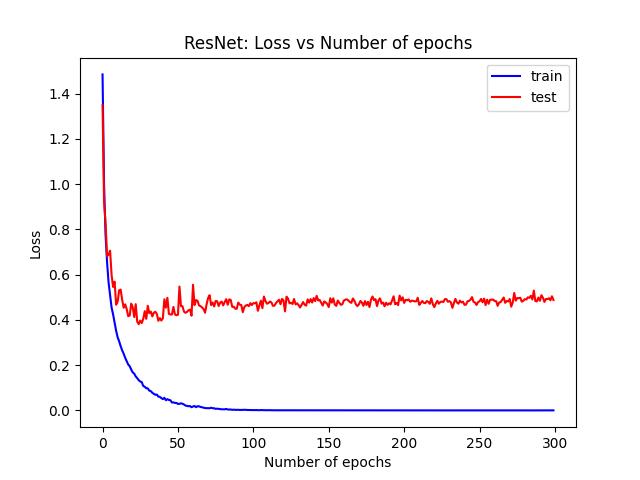 ResNet: Loss vs Number of epochs
train
test
Loss
1.4
1.2
1.0
0.8
0.6
0.4
0.2
0.0
0 50 100 150 200 250 300
Number of epochs